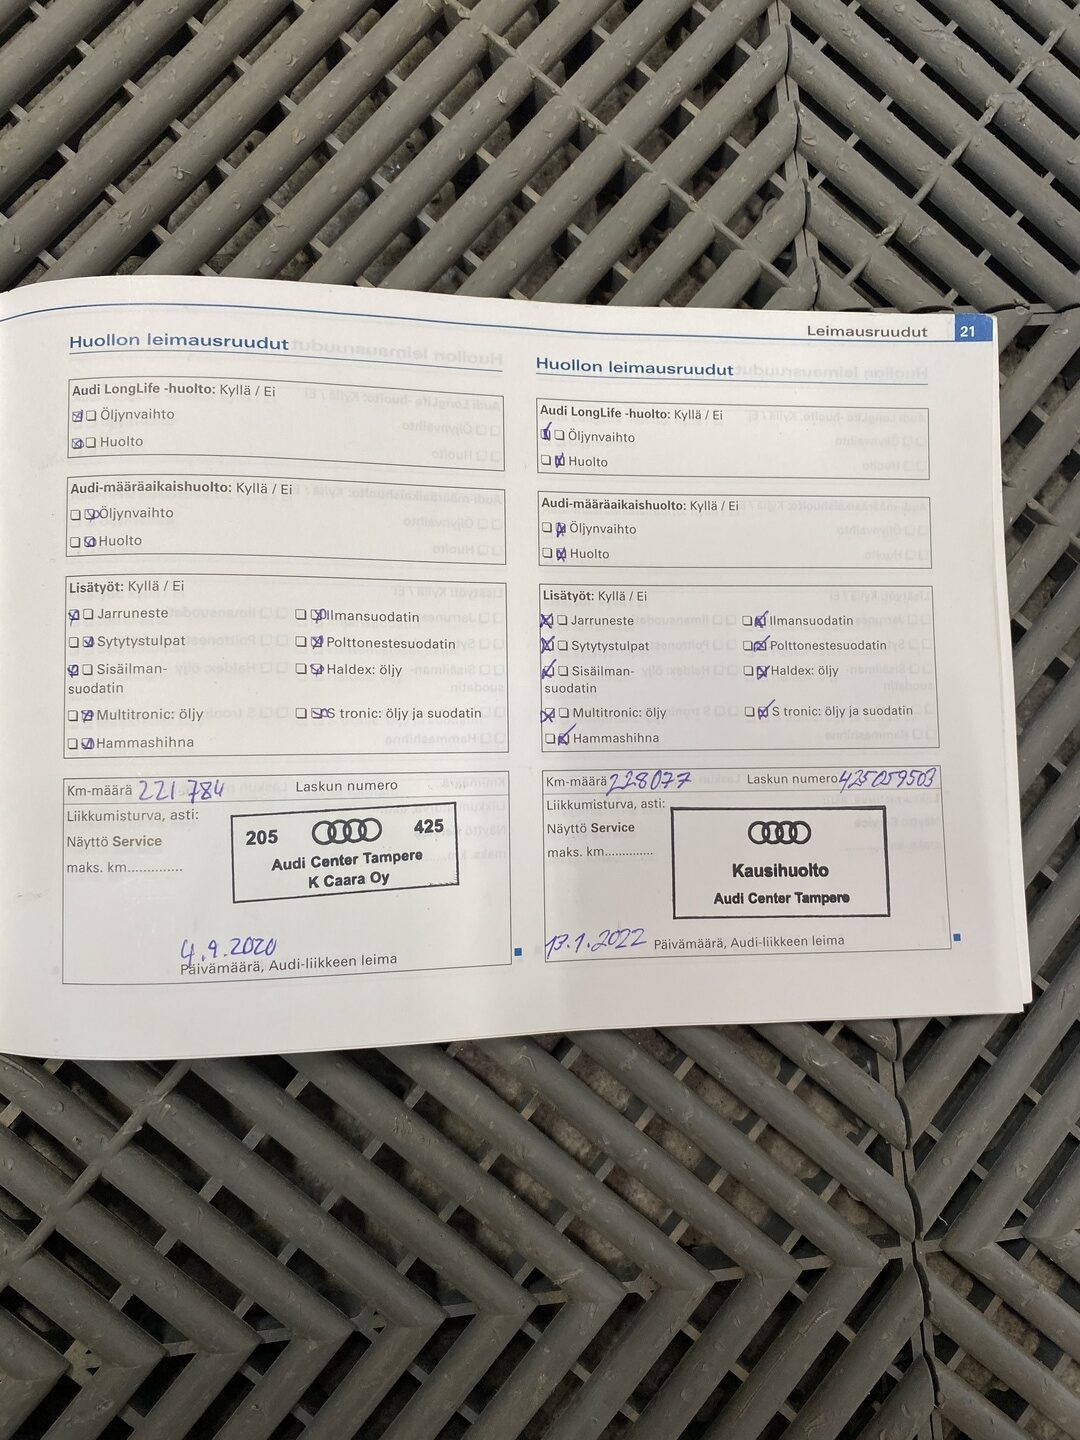 Leimausruudut 21
Huollon leimausruudut
Audi LongLife -huolto: Kyllä / Ei
Öljynvaihto
Huolto
Audi-määräaikaishuolto: Kyllä / Ei
Öljynvaihto
Huolto
Lisätyöt: Kyllä / Ei
Jarruneste
Ilmansuodatin
Sytytystulpat
Polttonestesuodatin
Sisäilman-
suodatin
Haldex: öljy
Multitronic: öljy
S tronic: öljy ja suodatin
Hammashihna
Km-määrä 221 784 Laskun numero
Liikkumisturva, asti:
Näyttö Service
maks. km.............
205 425
Audi Center Tampere
K Caara Oy
4.9.2020
Päivämäärä, Audi-liikkeen leima
Huollon leimausruudut
Audi LongLife -huolto: Kyllä / Ei
Öljynvaihto
Huolto
Audi-määräaikaishuolto: Kyllä / Ei
Öljynvaihto
Huolto
Lisätyöt: Kyllä / Ei
Jarruneste
Ilmansuodatin
Sytytystulpat
Polttonestesuodatin
Sisäilman-
suodatin
Haldex: öljy
Multitronic: öljy
S tronic: öljy ja suodatin
Hammashihna
Km-määrä 228077 Laskun numero 425059503
Liikkumisturva, asti:
Näyttö Service
maks. km.............
Kausihuolto
Audi Center Tampere
13.1.2022 Päivämäärä, Audi-liikkeen leima